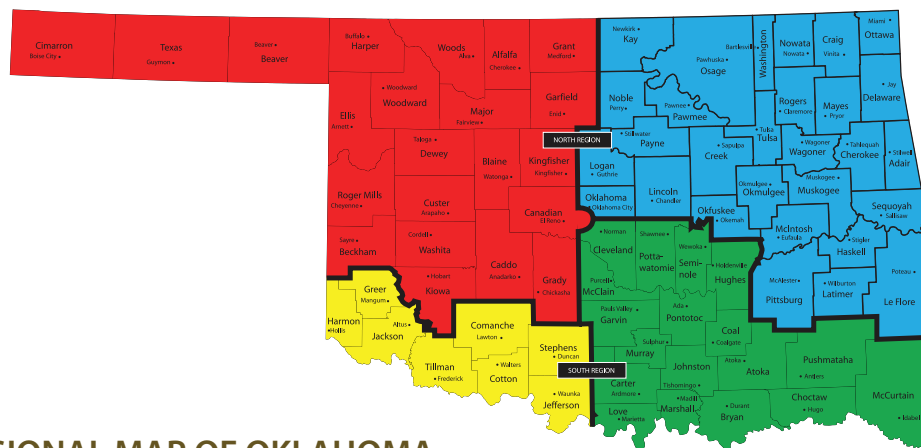 Cimarron
Boise City
Texas
Guymon
Beaver
Beaver
Buffalo
Harper
Woods
Alva
Alfalfa
Cherokee
Grant
Medford
Newkirk
Kay
Pawhuska
Osage
Bartlesville
Washington
Nowata
Nowata
Craig
Vinita
Miami
Ottawa
Ellis
Arnett
Woodward
Woodward
Major
Fairview
Garfield
Enid
Noble
Perry
Pawnee
Pawmee
Rogers
Claremore
Mayes
Pryor
Jay
Delaware
NORTH REGION
Taloga
Dewey
Blaine
Watonga
Kingfisher
Kingfisher
Logan
Guthrie
Stillwater
Payne
Sapulpa
Creek
Tulsa
Tulsa
Wagoner
Wagoner
Tahlequah
Cherokee
Stilwell
Adair
Roger Mills
Cheyenne
Custer
Arapaho
Canadian
El Reno
Oklahoma
Oklahoma City
Lincoln
Chandler
Okfuskee
Okemah
Okmulgee
Okmulgee
Muskogee
Muskogee
Sequoyah
Sallisaw
McIntosh
Eufaula
Sayre
Beckham
Cordell
Washita
Caddo
Anadarko
Grady
Chickasha
Norman
Cleveland
Shawnee
Potta-
watomie
Wewoka
Semi-
nole
Holdenville
Hughes
McAlester
Pittsburg
Stigler
Haskell
Wilburton
Latimer
Poteau
Le Flore
Hobart
Kiowa
Greer
Mangum
Harmon
Hollis
Altus
Jackson
Comanche
Lawton
Tillman
Frederick
Walters
Cotton
Stephens
Duncan
Waunka
Jefferson
SOUTH REGION
Purcell
McClain
Pauls Valley
Garvin
Ada
Pontotoc
Coal
Coalgate
Sulphur
Murray
Johnston
Tishomingo
Atoka
Atoka
Pushmataha
Antlers
Carter
Ardmore
Love
Marietta
Madill
Marshall
Durant
Bryan
Choctaw
Hugo
McCurtain
Idabel
SIONAL MAP OF OKLAHOMA